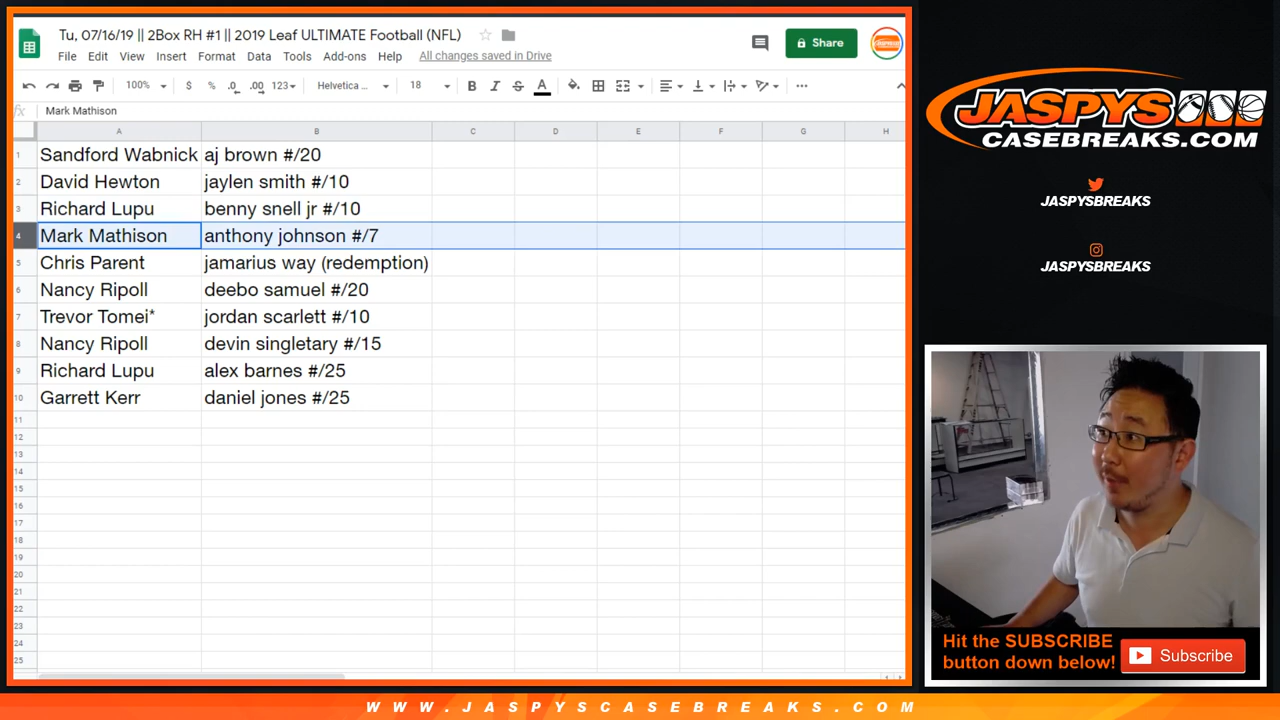 Tu, 07/16/19 || 2Box RH #1 || 2019 Leaf ULTIMATE Football (NFL)
File Edit View Insert Format Data Tools Add-ons Help All changes saved in Drive
Share
100% $ % .0 .00 123 Helvetica ... 18 B I S A
fx Mark Mathison
A B C D E F G H
1 Sandford Wabnick aj brown #/20
2 David Hewton jaylen smith #/10
3 Richard Lupu benny snell jr #/10
4 Mark Mathison anthony johnson #/7
5 Chris Parent jamarius way (redemption)
6 Nancy Ripoll deebo samuel #/20
7 Trevor Tomei* jordan scarlett #/10
8 Nancy Ripoll devin singletary #/15
9 Richard Lupu alex barnes #/25
10 Garrett Kerr daniel jones #/25
11
12
13
14
15
16
17
18
19
20
21
22
23
24
25
JASPYS
CASEBREAKS.COM
JASPYSBREAKS
JASPYSBREAKS
Hit the SUBSCRIBE
button down below!
Subscribe
WWW.JASPYSCASEBREAKS.COM